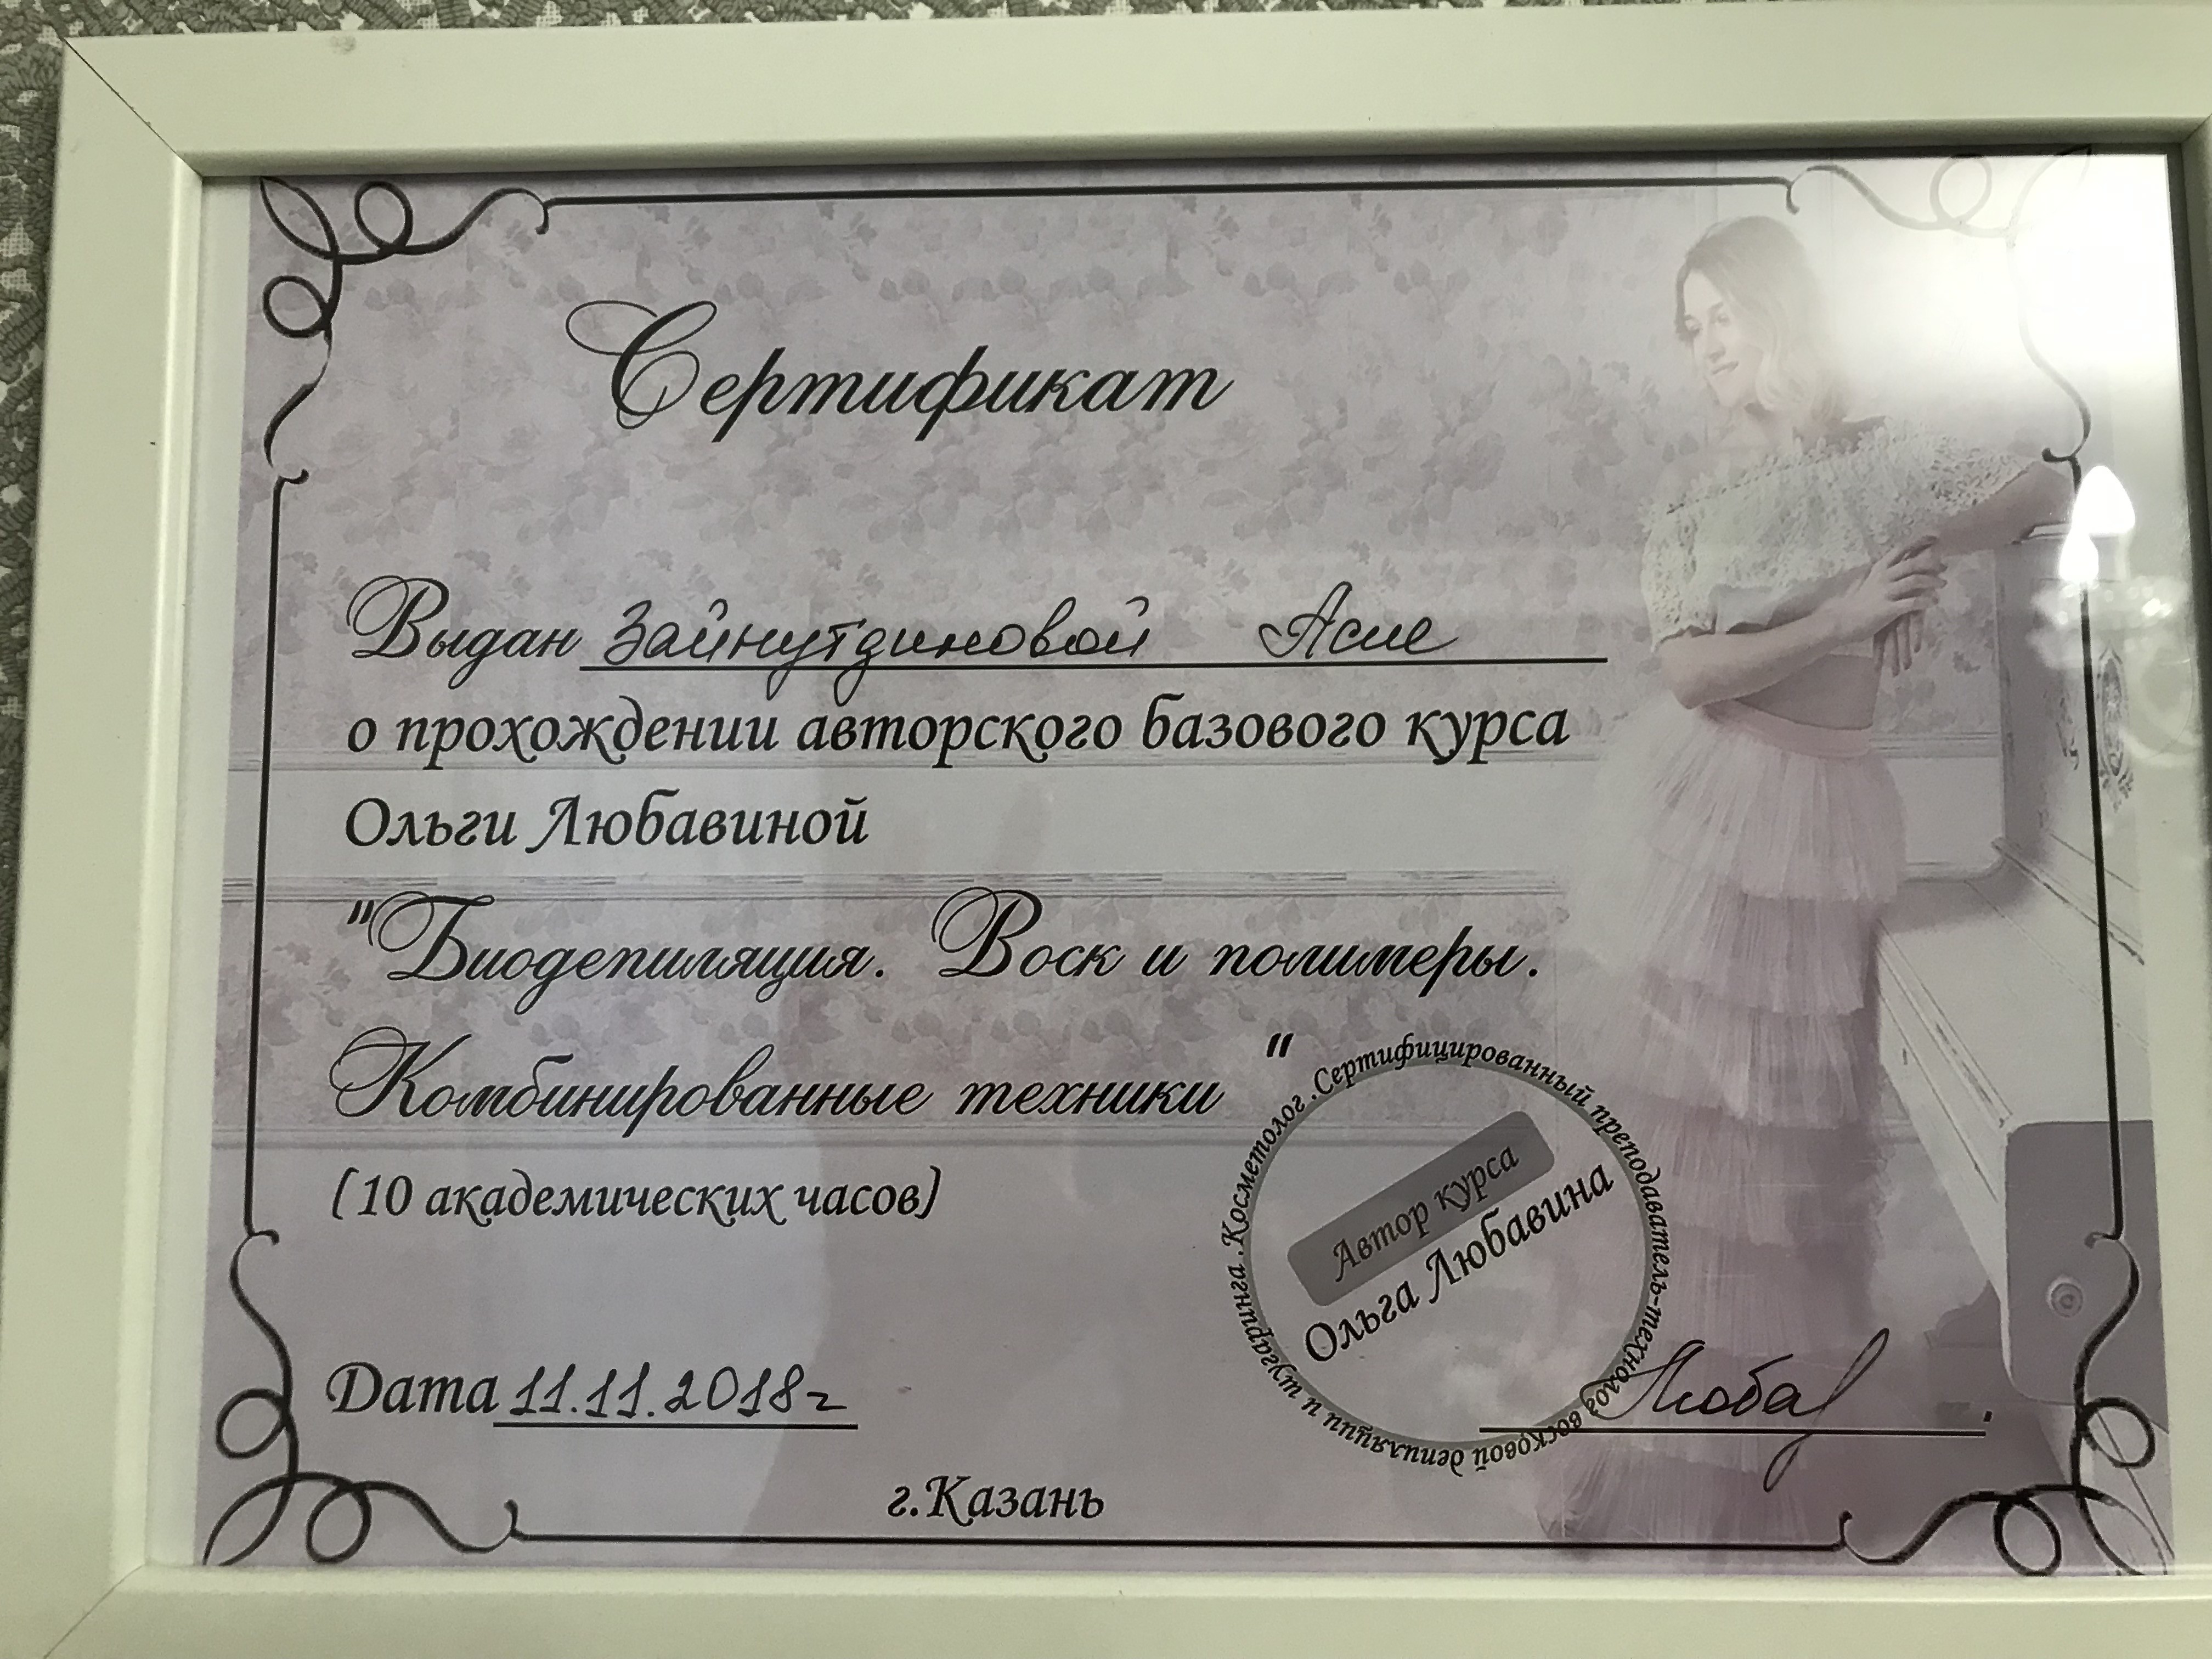 Сертификат
Выдан Зайнутдиновой Асие
о прохождении авторского базового курса
Ольги Любавиной
"Биодепиляция. Воск и полимеры.
Комбинированные техники "
(10 академических часов)
Сертифицированный преподаватель-технолог восковой депиляции и шугаринга .Косметолог .
Автор курса
Ольга Любавина
Дата 11.11.2018г
Любав
г.Казань